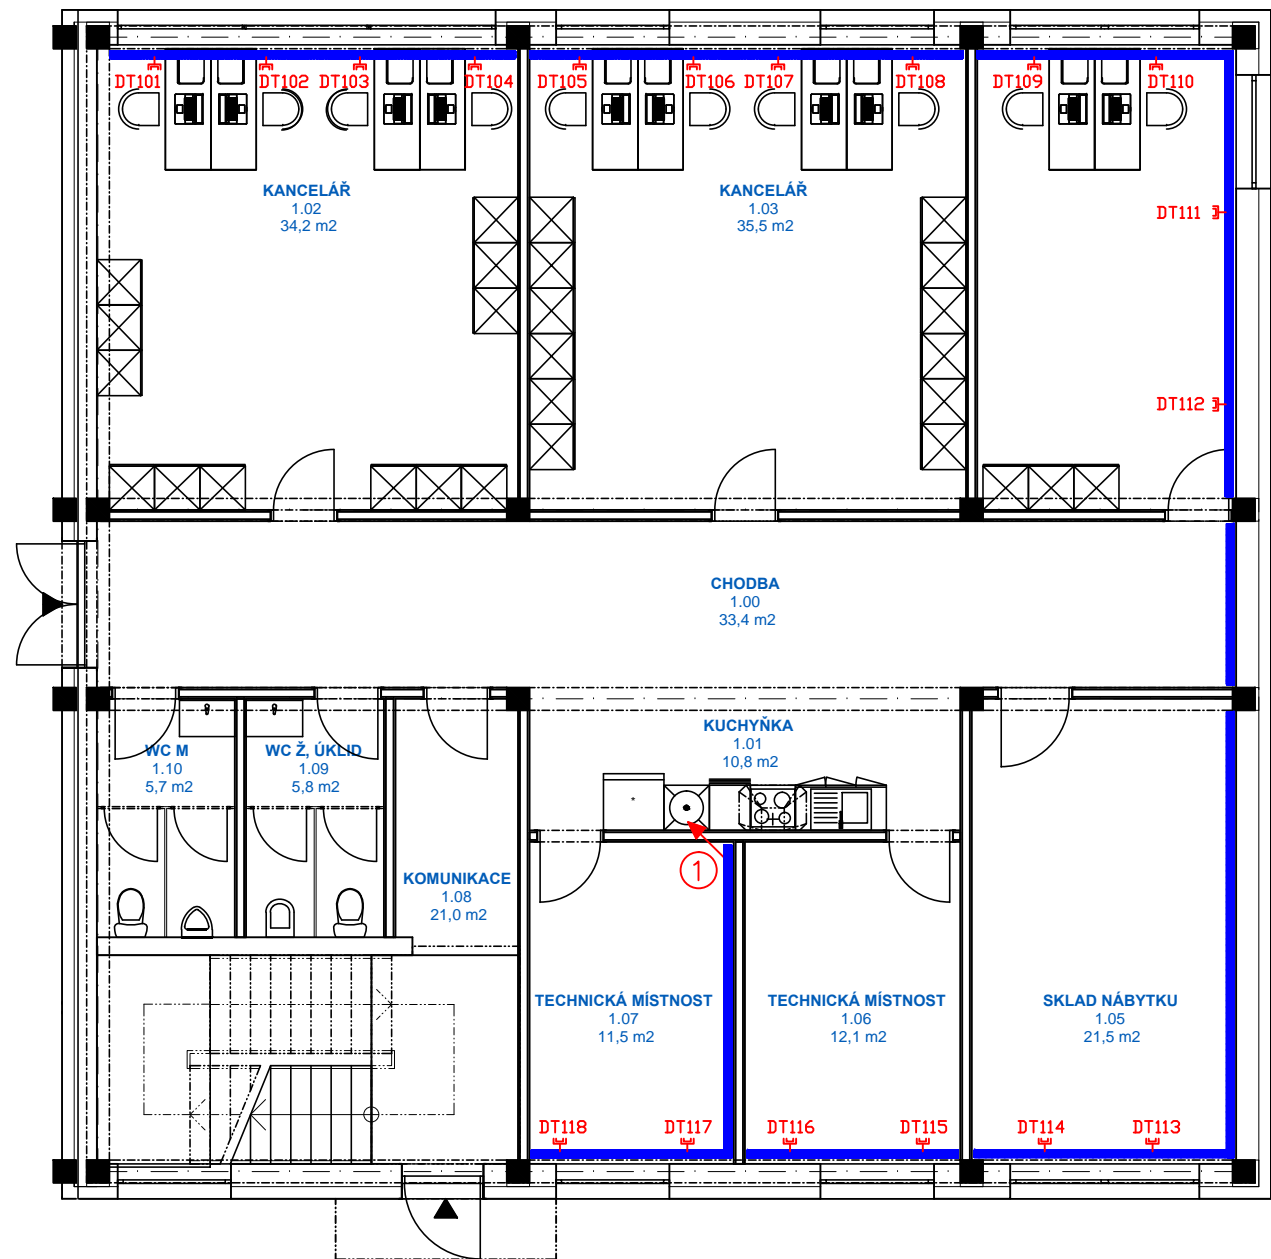 DT101 DT102 DT103 DT104 DT105 DT106 DT107 DT108 DT109 DT110
KANCELÁŘ
1.02
34,2 m2
KANCELÁŘ
1.03
35,5 m2
DT111
DT112
CHODBA
1.00
33,4 m2
WC M
1.10
5,7 m2
WC Ž, ÚKLID
1.09
5,8 m2
KUCHYŇKA
1.01
10,8 m2
*
1
KOMUNIKACE
1.08
21,0 m2
TECHNICKÁ MÍSTNOST
1.07
11,5 m2
TECHNICKÁ MÍSTNOST
1.06
12,1 m2
SKLAD NÁBYTKU
1.05
21,5 m2
DT118 DT117 DT116 DT115 DT114 DT113